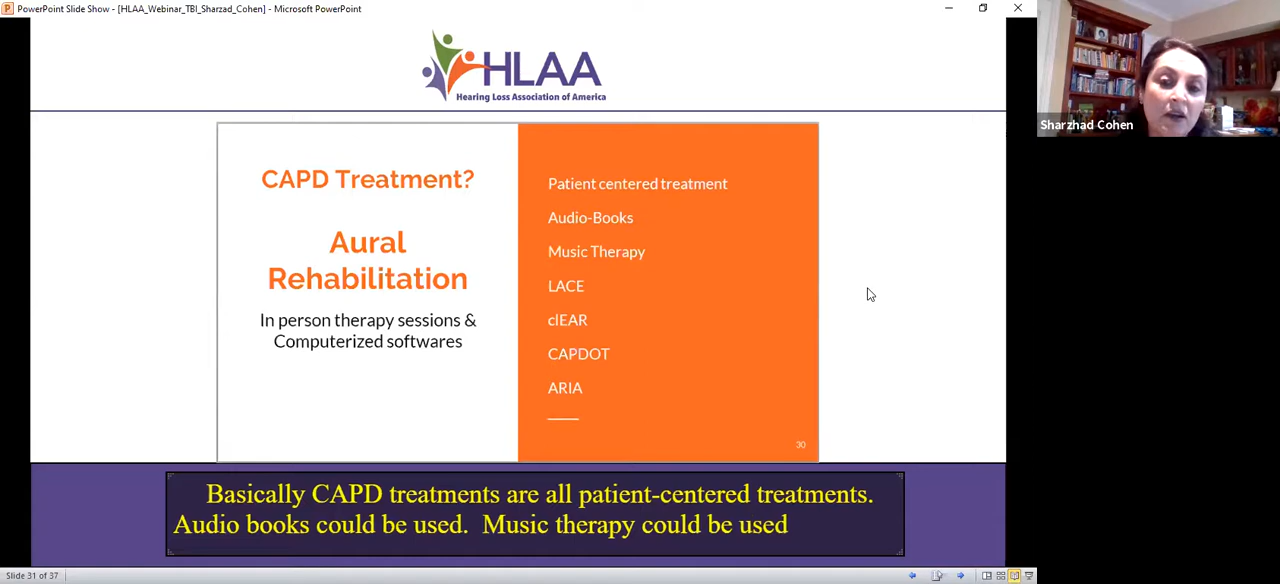 PowerPoint Slide Show - [HLAA_Webinar_TBI_Sharzad_Cohen] - Microsoft PowerPoint
HLAA
Hearing Loss Association of America
Sharzhad Cohen
CAPD Treatment?
Aural
Rehabilitation
In person therapy sessions &
Computerized softwares
Patient centered treatment
Audio-Books
Music Therapy
LACE
clEAR
CAPDOT
ARIA
30
Basically CAPD treatments are all patient-centered treatments.
Audio books could be used.  Music therapy could be used
Slide 31 of 37